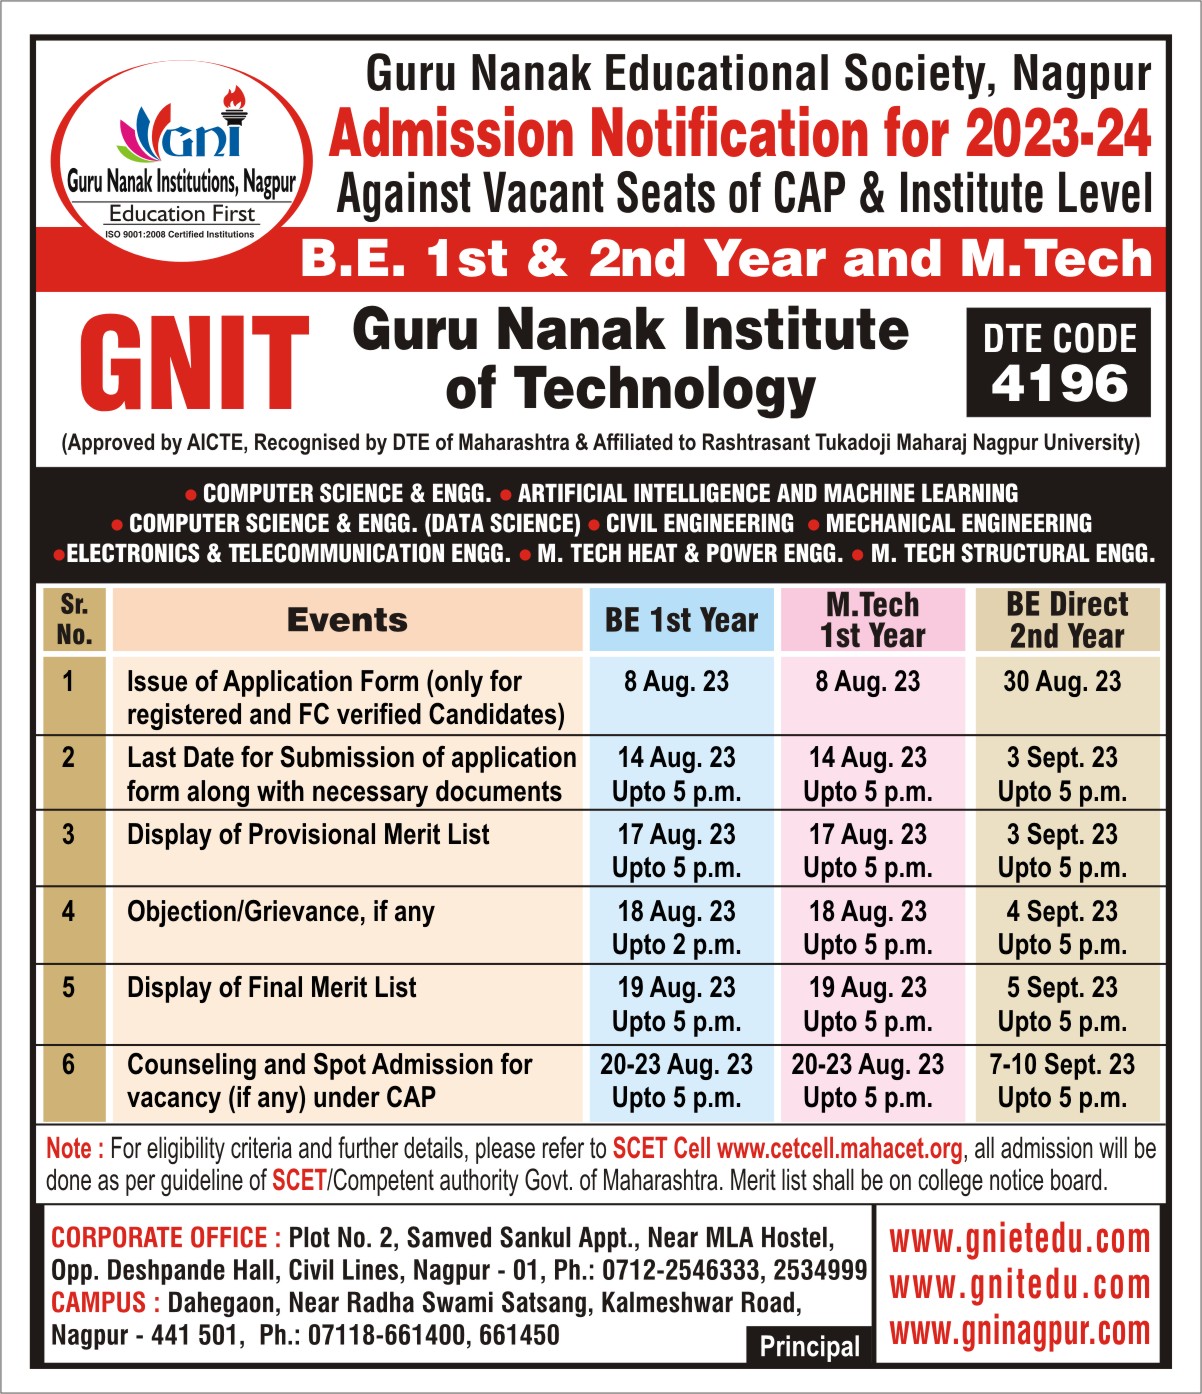 GNI
Guru Nanak Institutions, Nagpur
Education First
ISO 9001:2008 Certified Institutions
Guru Nanak Educational Society, Nagpur
Admission Notification for 2023-24
Against Vacant Seats of CAP & Institute Level
B.E. 1st & 2nd Year and M.Tech
GNIT
Guru Nanak Institute
of Technology
DTE CODE
4196
(Approved by AICTE, Recognised by DTE of Maharashtra & Affiliated to Rashtrasant Tukadoji Maharaj Nagpur University)
• COMPUTER SCIENCE & ENGG. • ARTIFICIAL INTELLIGENCE AND MACHINE LEARNING
• COMPUTER SCIENCE & ENGG. (DATA SCIENCE) • CIVIL ENGINEERING • MECHANICAL ENGINEERING
•ELECTRONICS & TELECOMMUNICATION ENGG. • M. TECH HEAT & POWER ENGG. • M. TECH STRUCTURAL ENGG.
Sr. No. Events BE 1st Year M.Tech 1st Year BE Direct 2nd Year
1 Issue of Application Form (only for 8 Aug. 23 8 Aug. 23 30 Aug. 23
registered and FC verified Candidates)
2 Last Date for Submission of application 14 Aug. 23 14 Aug. 23 3 Sept. 23
form along with necessary documents Upto 5 p.m. Upto 5 p.m. Upto 5 p.m.
3 Display of Provisional Merit List 17 Aug. 23 17 Aug. 23 3 Sept. 23
Upto 5 p.m. Upto 5 p.m. Upto 5 p.m.
4 Objection/Grievance, if any 18 Aug. 23 18 Aug. 23 4 Sept. 23
Upto 2 p.m. Upto 5 p.m. Upto 5 p.m.
5 Display of Final Merit List 19 Aug. 23 19 Aug. 23 5 Sept. 23
Upto 5 p.m. Upto 5 p.m. Upto 5 p.m.
6 Counseling and Spot Admission for 20-23 Aug. 23 20-23 Aug. 23 7-10 Sept. 23
vacancy (if any) under CAP Upto 5 p.m. Upto 5 p.m. Upto 5 p.m.
Note : For eligibility criteria and further details, please refer to SCET Cell www.cetcell.mahacet.org, all admission will be
done as per guideline of SCET/Competent authority Govt. of Maharashtra. Merit list shall be on college notice board.
CORPORATE OFFICE : Plot No. 2, Samved Sankul Appt., Near MLA Hostel,
Opp. Deshpande Hall, Civil Lines, Nagpur - 01, Ph.: 0712-2546333, 2534999
CAMPUS : Dahegaon, Near Radha Swami Satsang, Kalmeshwar Road,
Nagpur - 441 501, Ph.: 07118-661400, 661450
Principal
www.gnietedu.com
www.gnitedu.com
www.gninagpur.com